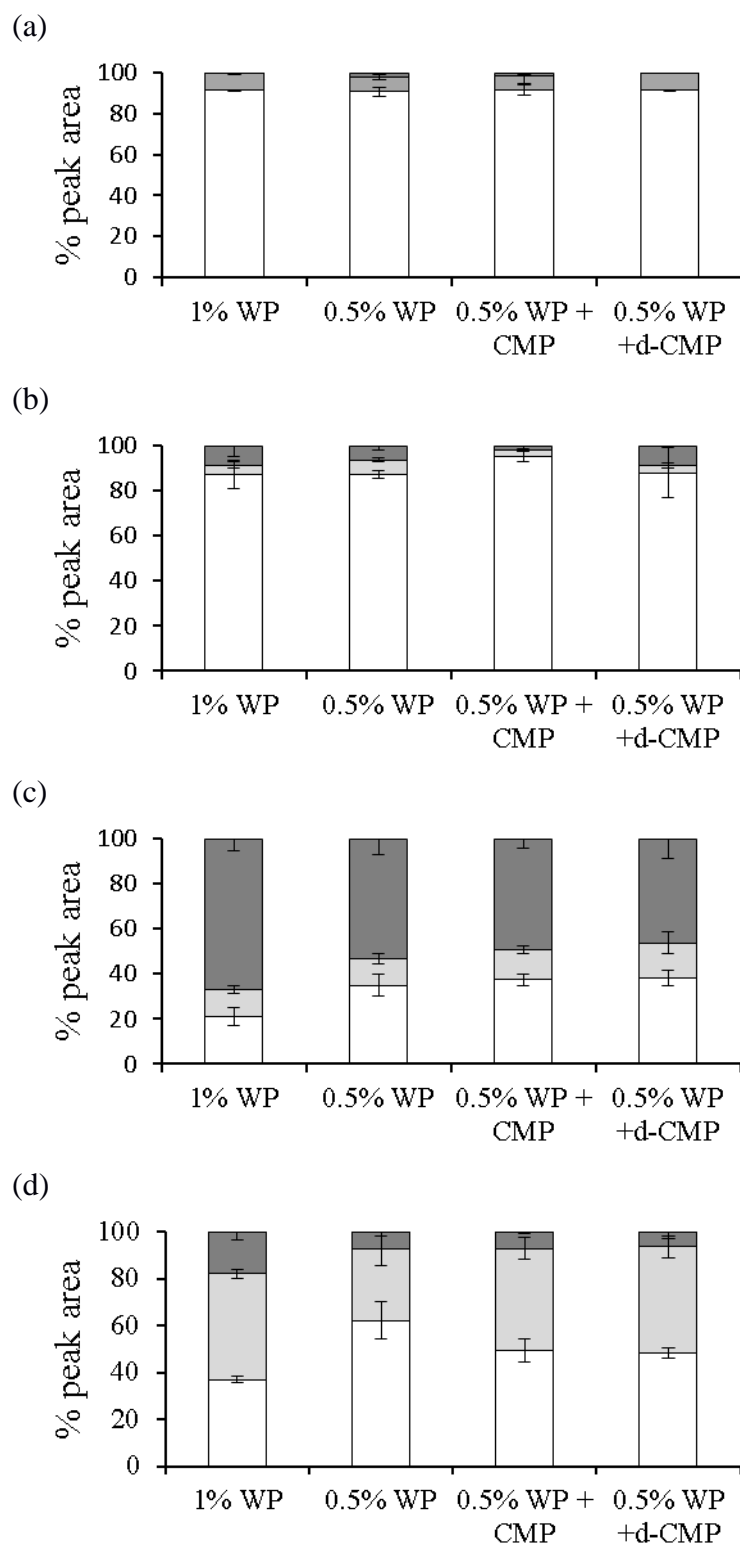 (a)
% peak area
100
80
60
40
20
0
1% WP
0.5% WP
0.5% WP +
CMP
0.5% WP
+d-CMP
(b)
% peak area
100
80
60
40
20
0
1% WP
0.5% WP
0.5% WP +
CMP
0.5% WP
+d-CMP
(c)
% peak area
100
80
60
40
20
0
1% WP
0.5% WP
0.5% WP +
CMP
0.5% WP
+d-CMP
(d)
% peak area
100
80
60
40
20
0
1% WP
0.5% WP
0.5% WP +
CMP
0.5% WP
+d-CMP